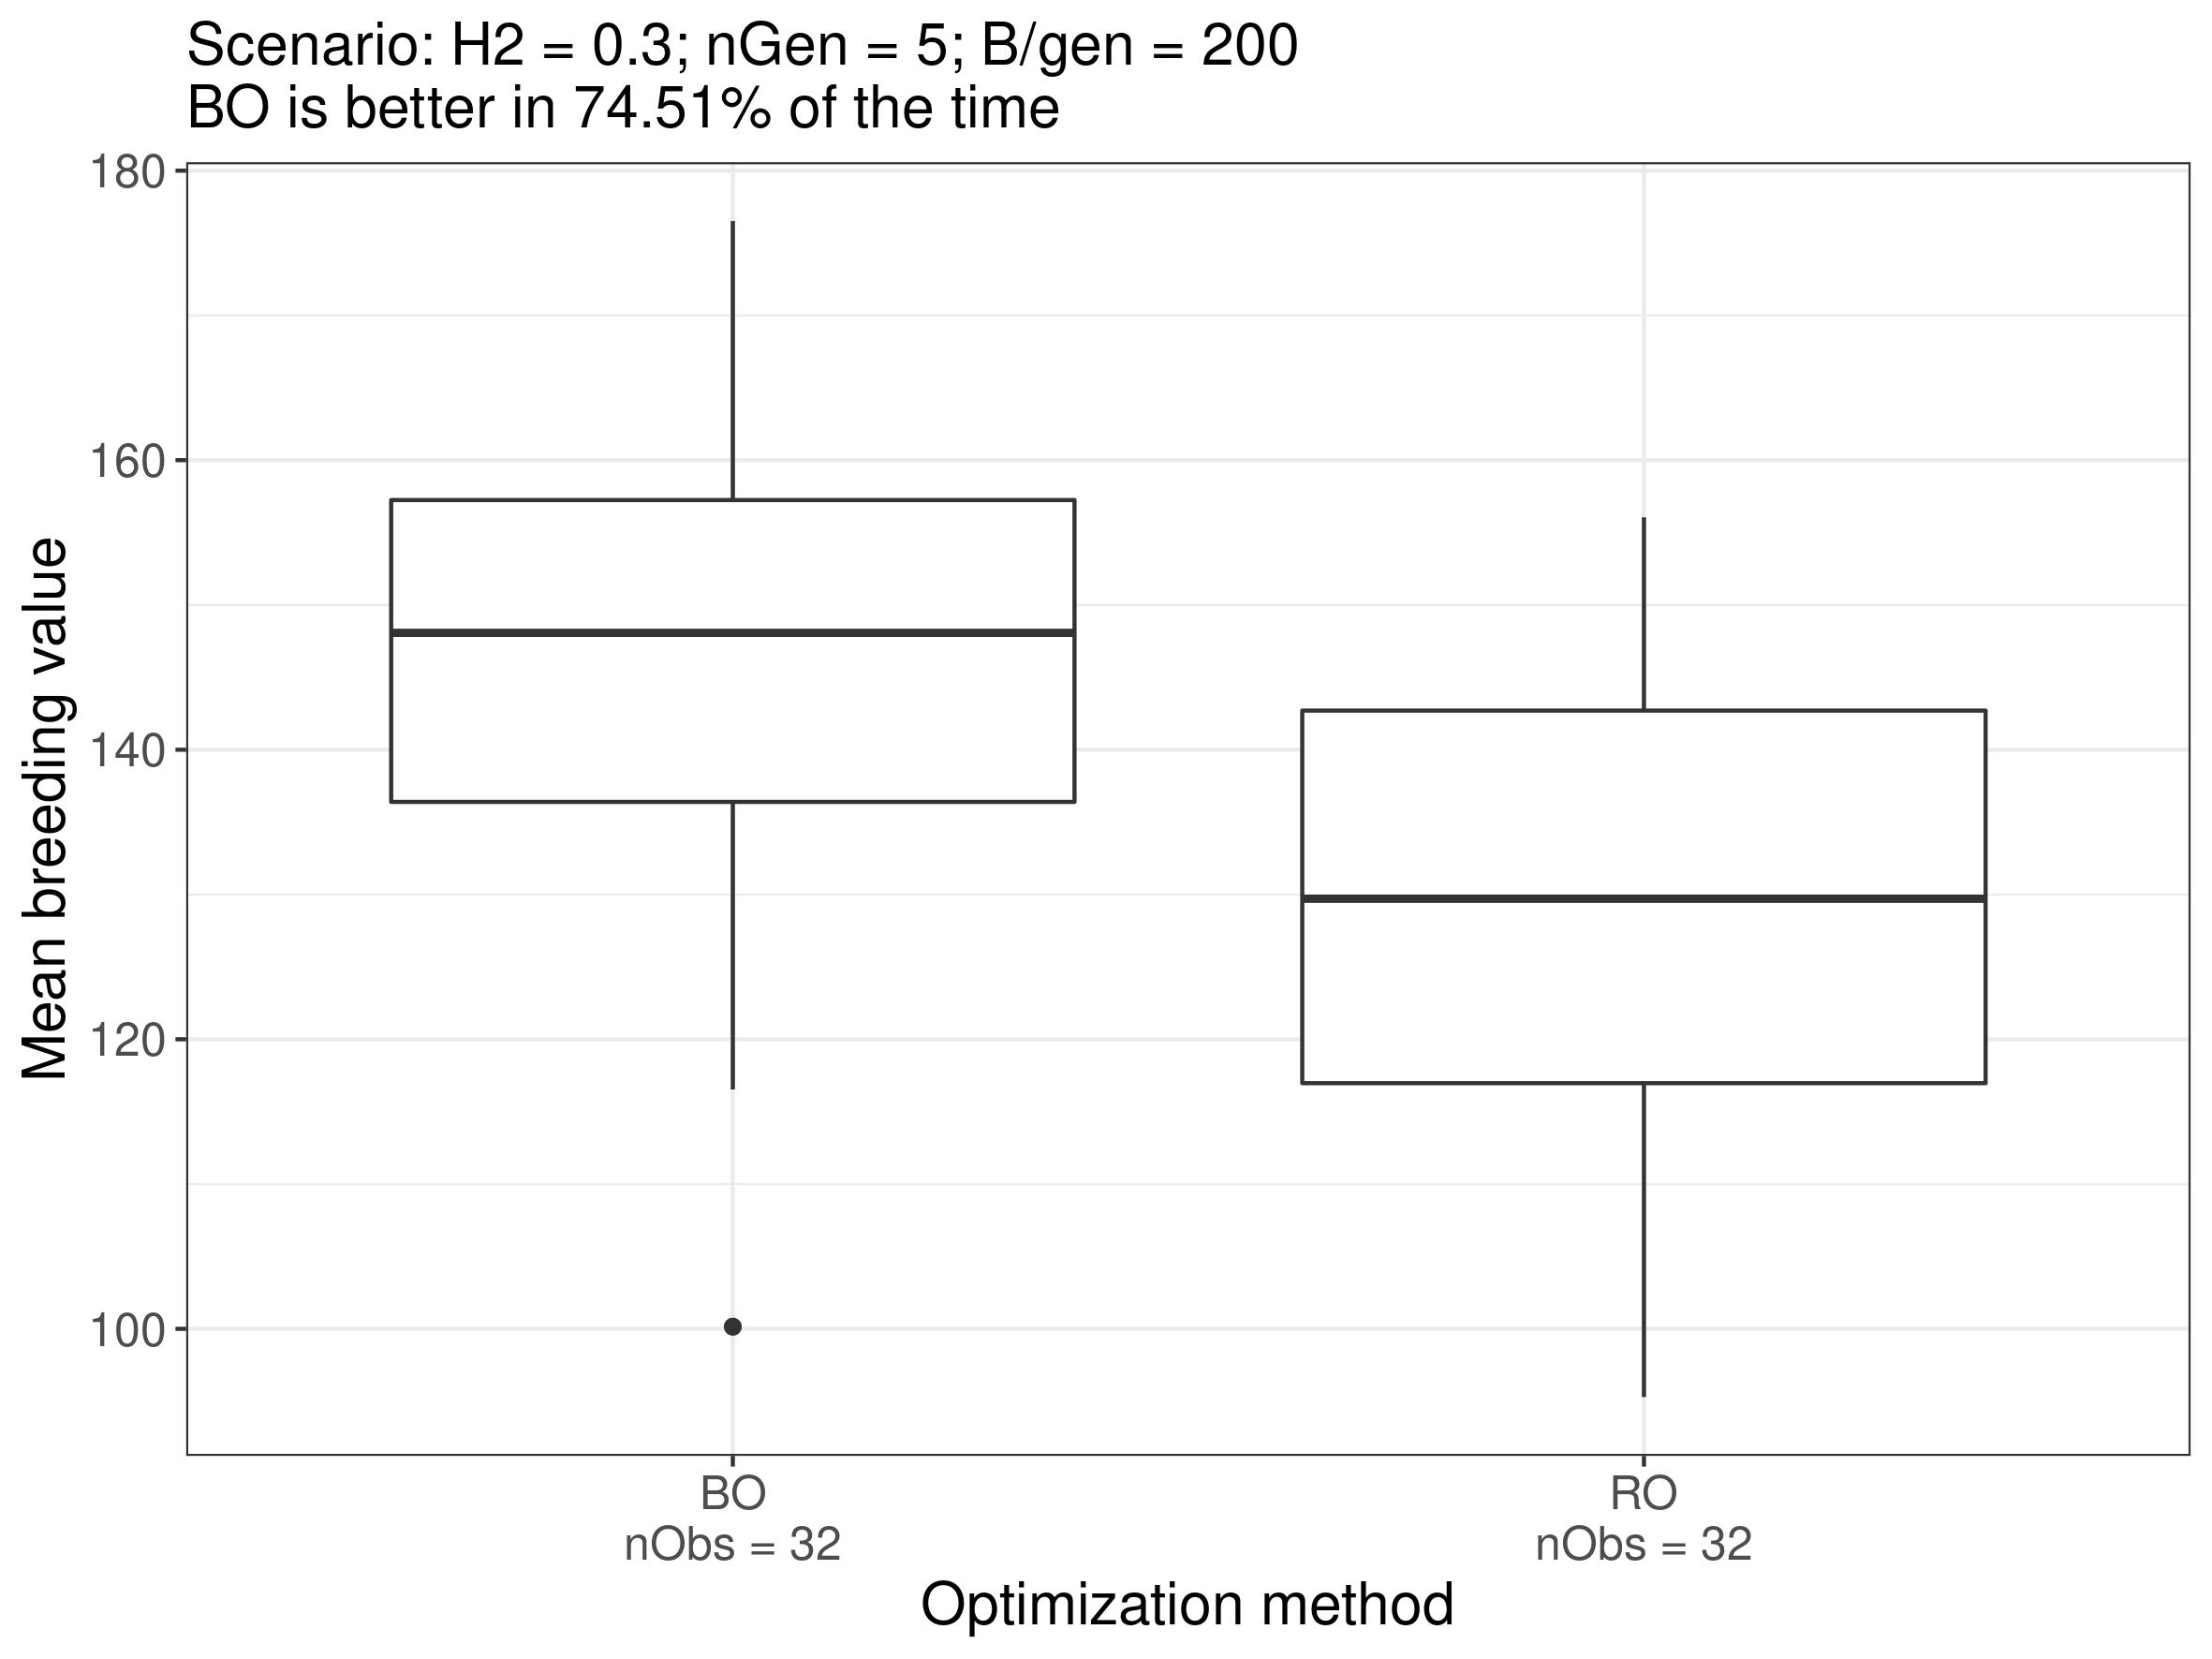 Scenario: H2 = 0.3; nGen = 5; B/gen = 200
BO is better in 74.51% of the time
Mean breeding value
180
160
140
120
100
BO
nObs = 32
RO
nObs = 32
Optimization method